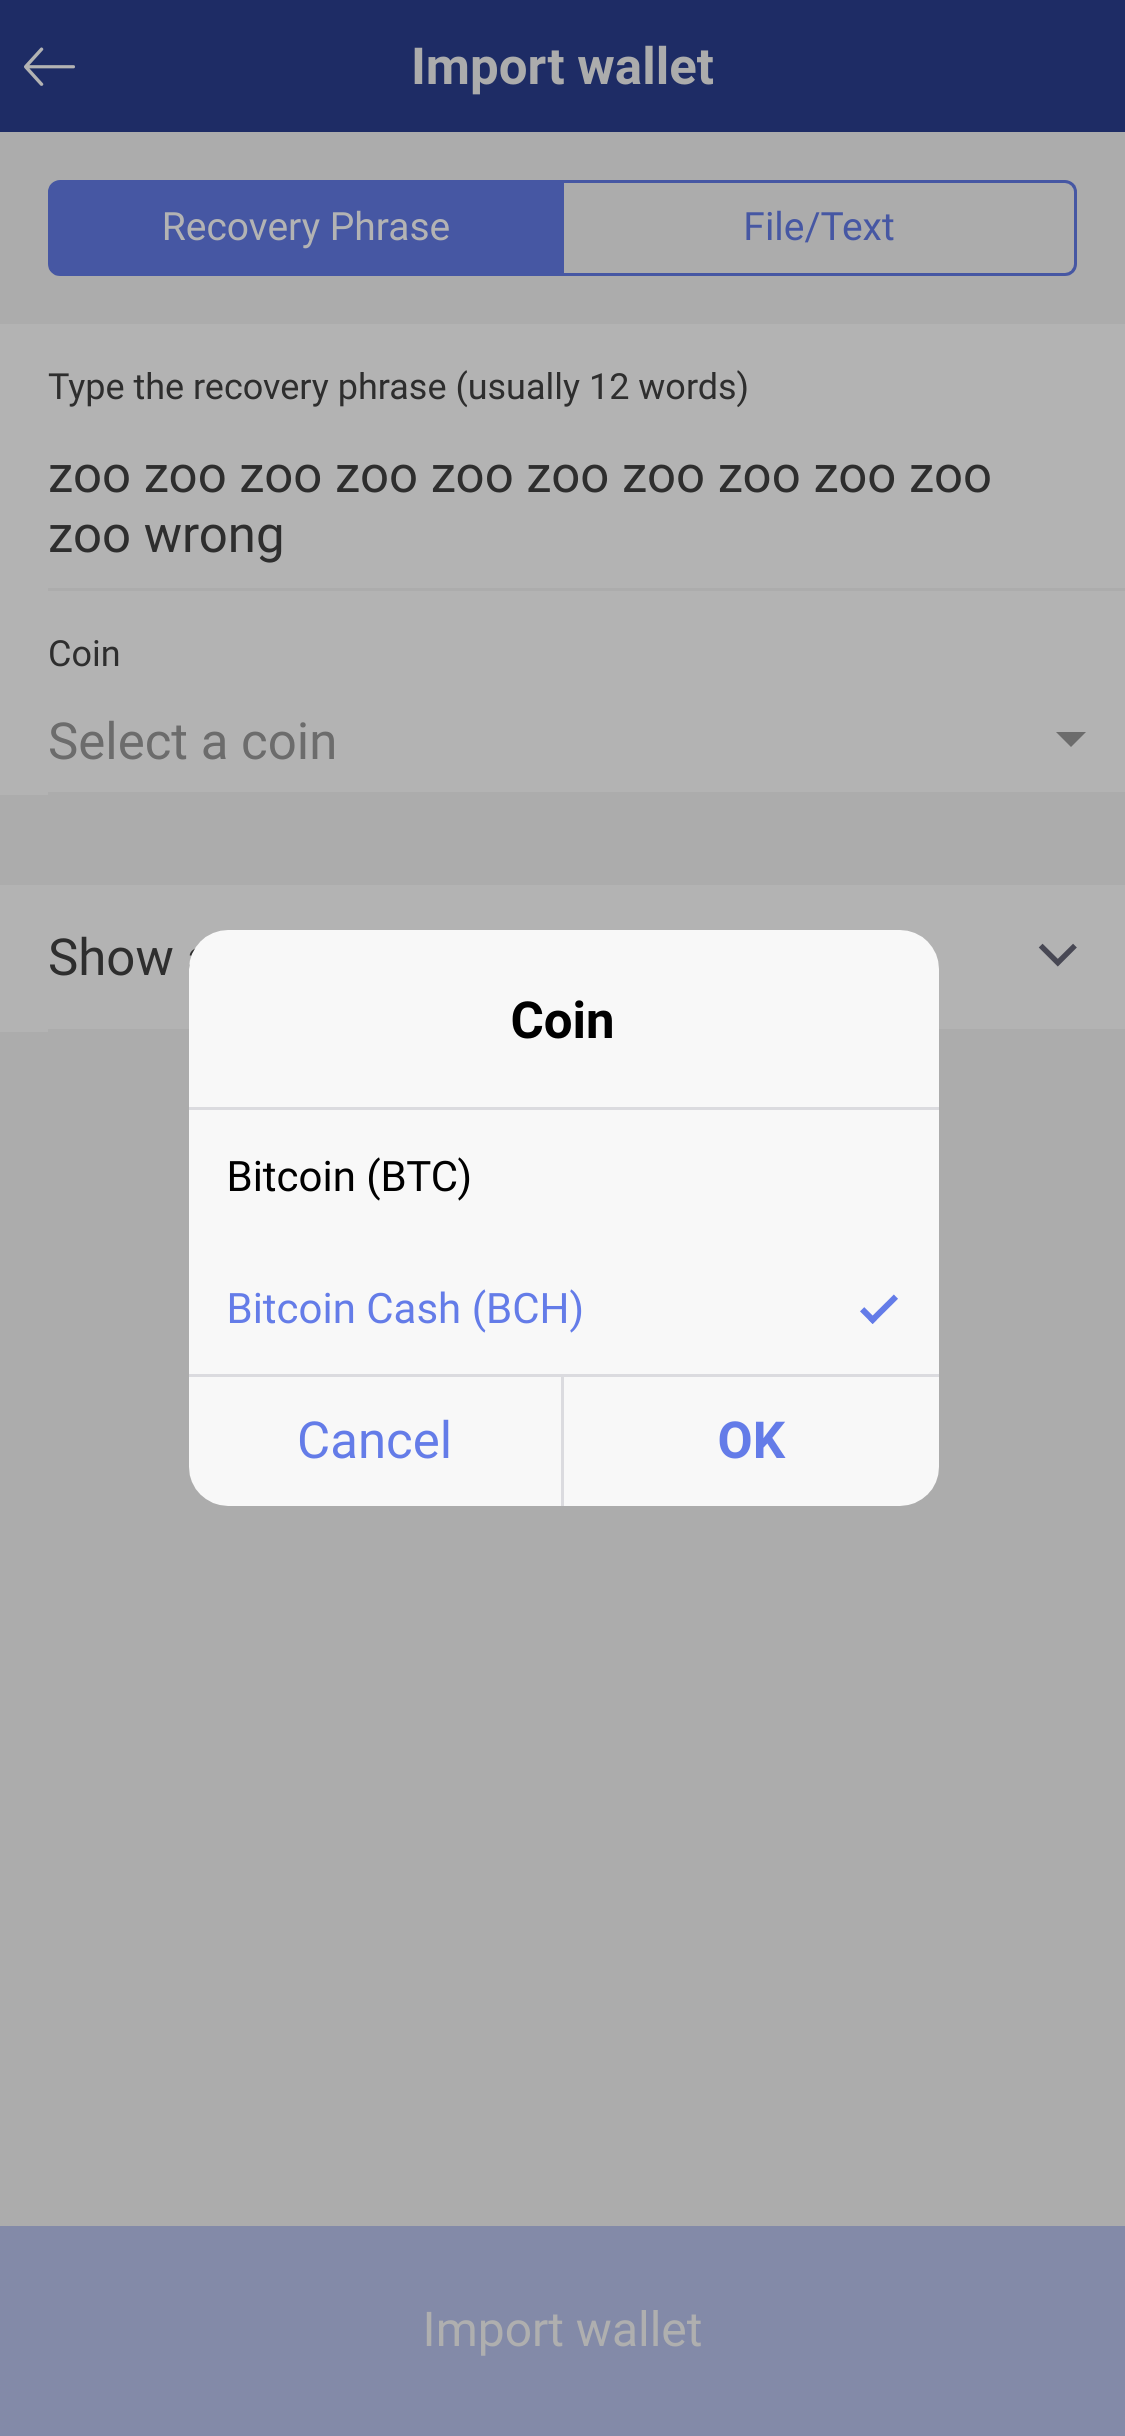 Import wallet
Recovery Phrase
File/Text
Type the recovery phrase (usually 12 words)
zoo zoo zoo zoo zoo zoo zoo zoo zoo zoo
zoo wrong
Coin
Select a coin
Show
Coin
Bitcoin (BTC)
Bitcoin Cash (BCH)
Cancel
OK
Import wallet